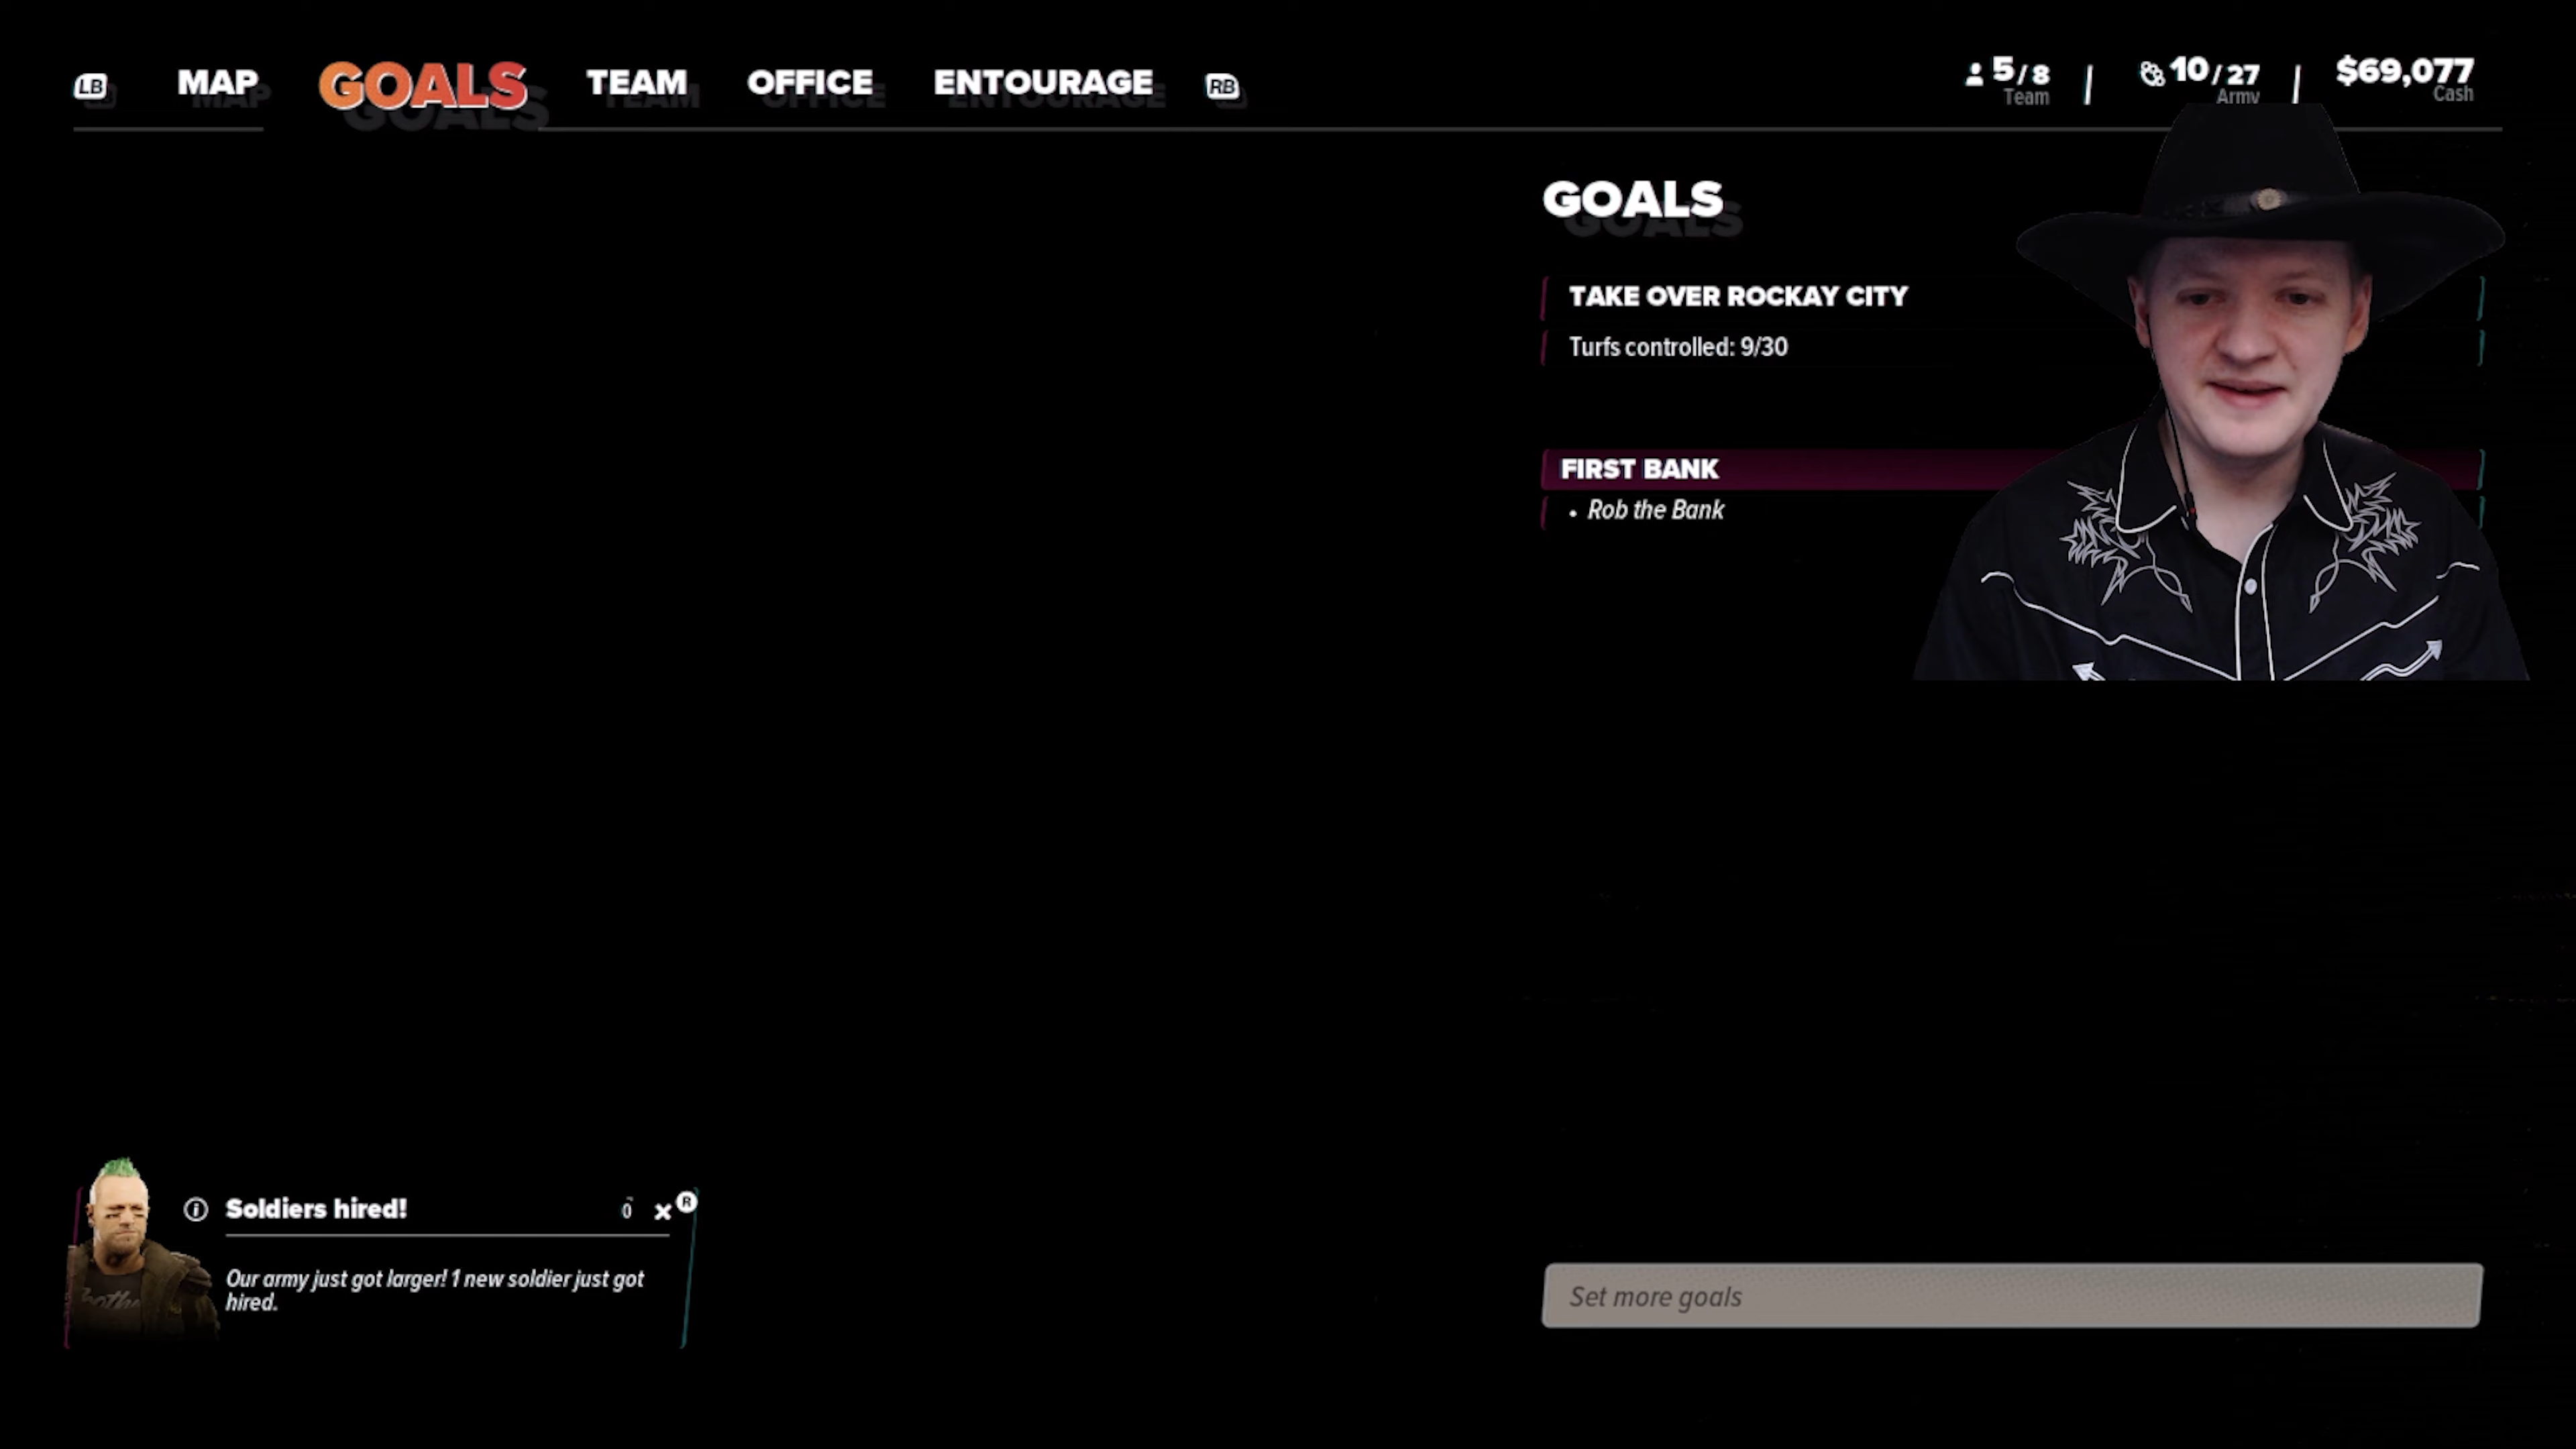 LB MAP GOALS TEAM OFFICE ENTOURAGE RB
5/8 Team
10/27 Army
$69,077 Cash
GOALS
TAKE OVER ROCKAY CITY
Turfs controlled: 9/30
FIRST BANK
• Rob the Bank
Soldiers hired! 0 × R
Our army just got larger! 1 new soldier just got
hired.
Set more goals